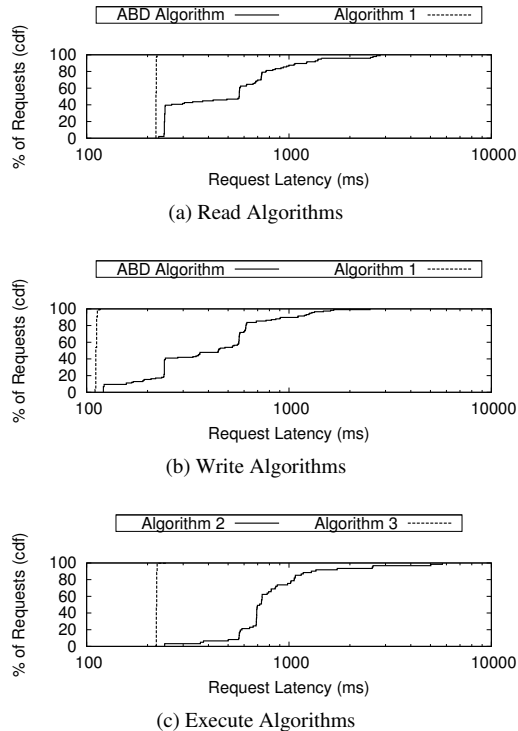 ABD Algorithm Algorithm 1
% of Requests (cdf)
100
80
60
40
20
0
100 1000 10000
Request Latency (ms)
(a) Read Algorithms
ABD Algorithm Algorithm 1
% of Requests (cdf)
100
80
60
40
20
0
100 1000 10000
Request Latency (ms)
(b) Write Algorithms
Algorithm 2 Algorithm 3
% of Requests (cdf)
100
80
60
40
20
0
100 1000 10000
Request Latency (ms)
(c) Execute Algorithms